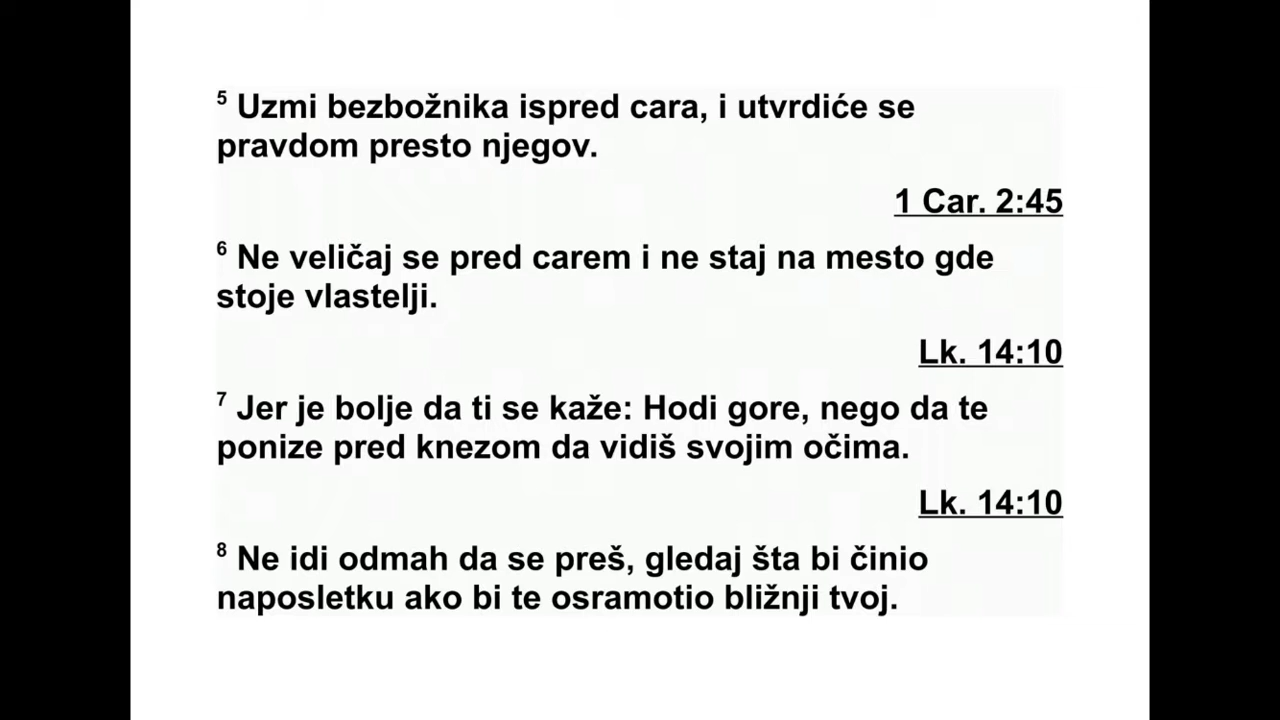 5 Uzmi bezbožnika ispred cara, i utvrdiće se
pravdom presto njegov.
1 Car. 2:45
6 Ne veličaj se pred carem i ne staj na mesto gde
stoje vlastelji.
Lk. 14:10
7 Jer je bolje da ti se kaže: Hodi gore, nego da te
ponize pred knezom da vidiš svojim očima.
Lk. 14:10
8 Ne idi odmah da se preš, gledaj šta bi činio
naposletku ako bi te osramotio bližnji tvoj.